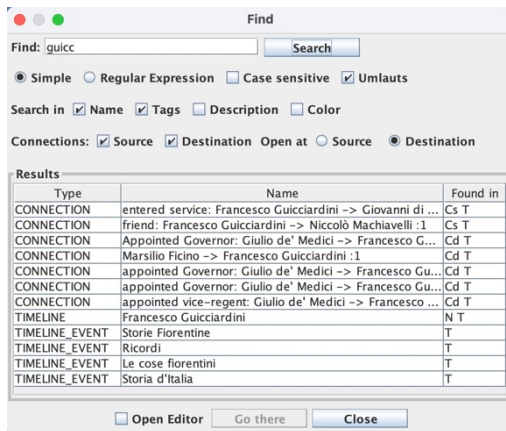 Find
Find: guicc Search
Simple Regular Expression Case sensitive Umlauts
Search in Name Tags Description Color
Connections: Source Destination Open at Source Destination
Results
Type Name Found in
CONNECTION entered service: Francesco Guicciardini -> Giovanni di ... Cs T
CONNECTION friend: Francesco Guicciardini -> Niccolò Machiavelli :1 Cs T
CONNECTION Appointed Governor: Giulio de' Medici -> Francesco G... Cd T
CONNECTION Marsilio Ficino -> Francesco Guicciardini :1 Cd T
CONNECTION appointed Governor: Giulio de' Medici -> Francesco Gu... Cd T
CONNECTION appointed Governor: Giulio de' Medici -> Francesco Gu... Cd T
CONNECTION appointed vice-regent: Giulio de' Medici -> Francesco ... Cd T
TIMELINE Francesco Guicciardini N T
TIMELINE_EVENT Storie Fiorentine T
TIMELINE_EVENT Ricordi T
TIMELINE_EVENT Le cose fiorentini T
TIMELINE_EVENT Storia d'Italia T
Open Editor Go there Close